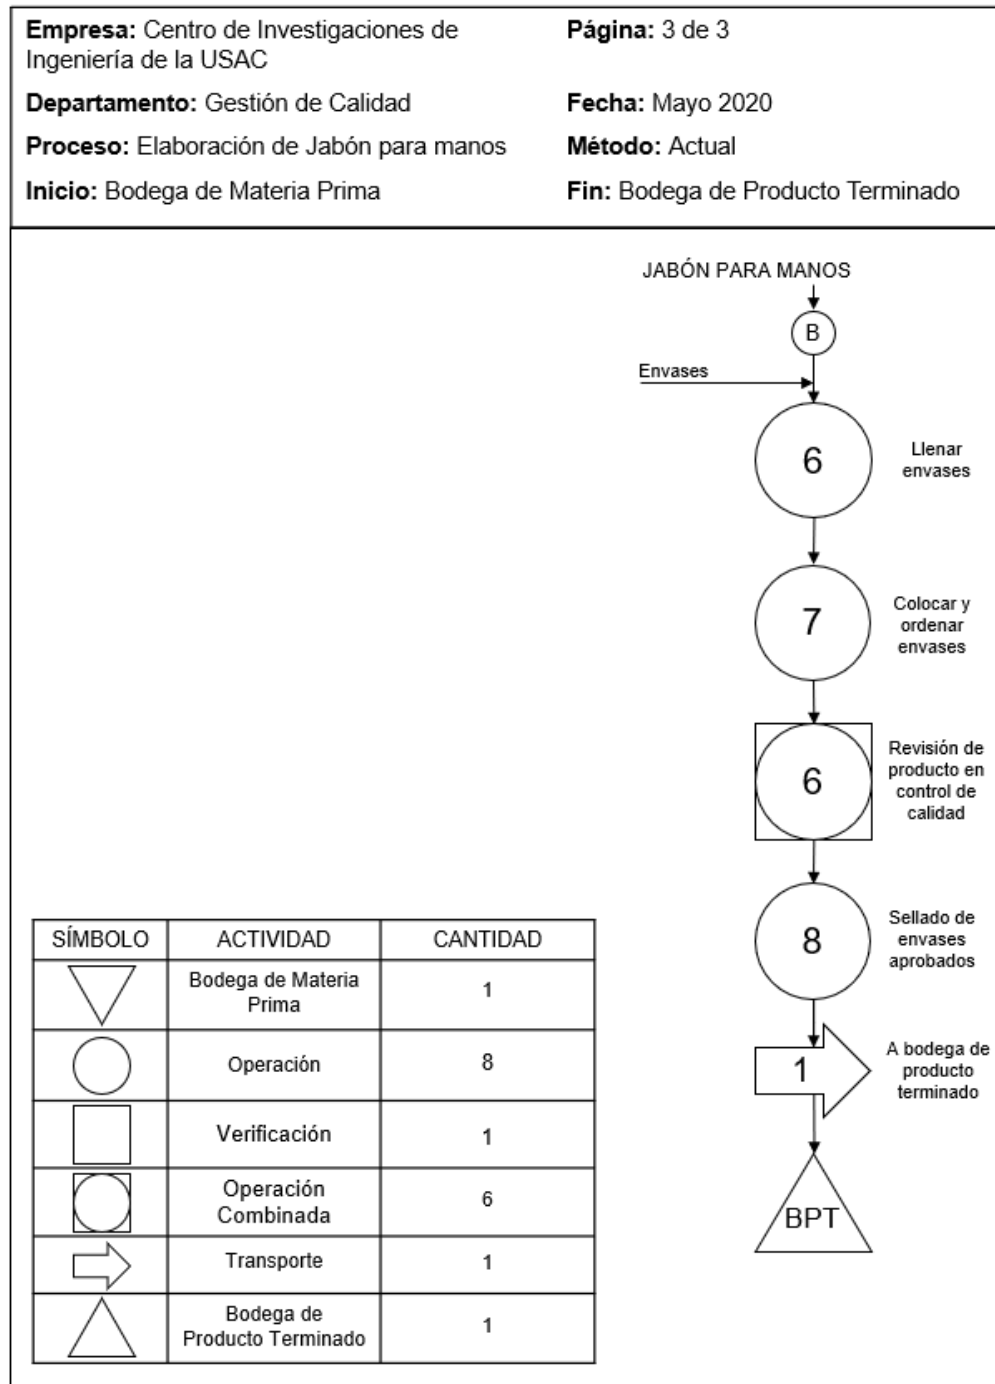 Empresa: Centro de Investigaciones de
Ingeniería de la USAC
Página: 3 de 3
Departamento: Gestión de Calidad
Fecha: Mayo 2020
Proceso: Elaboración de Jabón para manos
Método: Actual
Inicio: Bodega de Materia Prima
Fin: Bodega de Producto Terminado
JABÓN PARA MANOS
B
Envases
6
Llenar
envases
7
Colocar y
ordenar
envases
6
Revisión de
producto en
control de
calidad
8
Sellado de
envases
aprobados
1
A bodega de
producto
terminado
BPT
SÍMBOLO ACTIVIDAD CANTIDAD
Bodega de Materia
Prima
1
Operación 8
Verificación 1
Operación
Combinada
6
Transporte 1
Bodega de
Producto Terminado
1